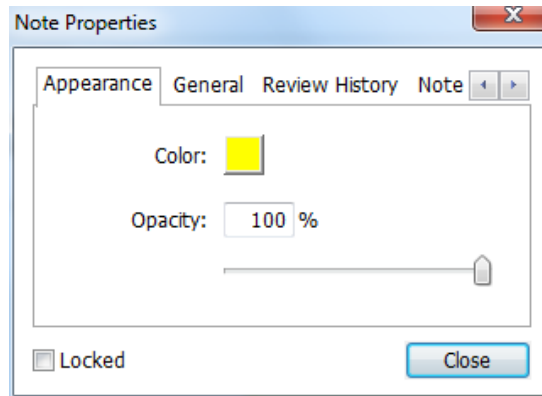 Note Properties
Appearance General Review History Note
Color:
Opacity: 100 %
Locked Close